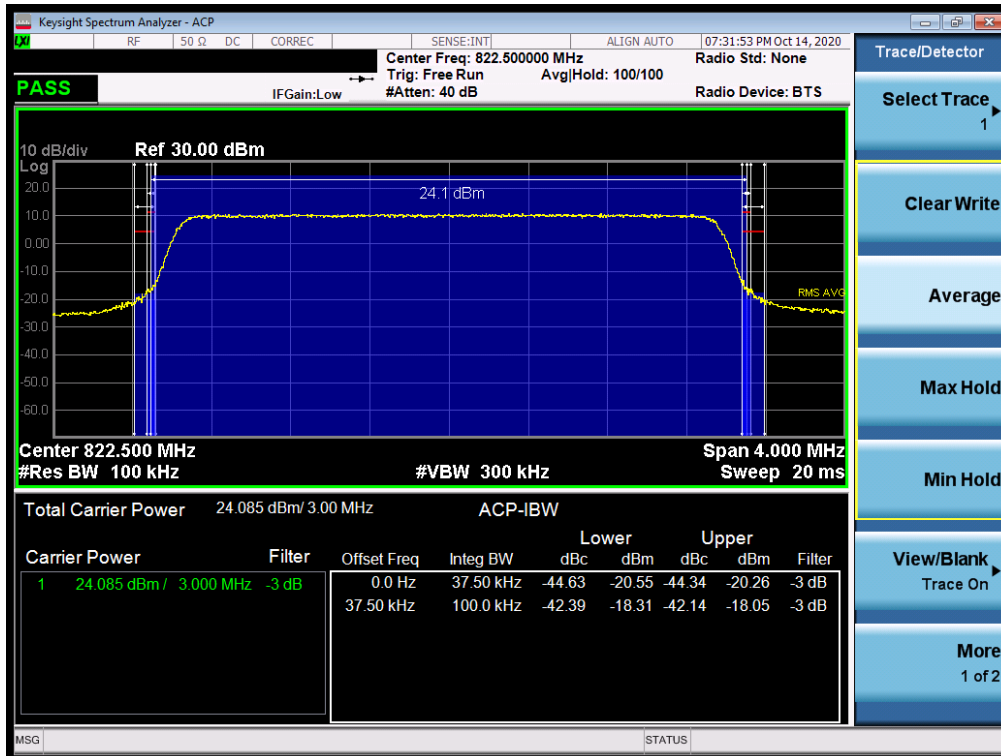 Keysight Spectrum Analyzer - ACP
LXI RF 50 Ω DC CORREC SENSE:INT ALIGN AUTO 07:31:53 PM Oct 14, 2020
Center Freq: 822.500000 MHz Radio Std: None
Trig: Free Run Avg|Hold: 100/100
PASS IFGain:Low #Atten: 40 dB Radio Device: BTS
10 dB/div Ref 30.00 dBm
Log
20.0
24.1 dBm
10.0
0.00
-10.0
-20.0
RMS AVG
-30.0
-40.0
-50.0
-60.0
Center 822.500 MHz Span 4.000 MHz
#Res BW 100 kHz #VBW 300 kHz Sweep 20 ms
Total Carrier Power 24.085 dBm/ 3.00 MHz ACP-IBW
Lower Upper
Carrier Power Filter Offset Freq Integ BW dBc dBm dBc dBm Filter
1 24.085 dBm / 3.000 MHz -3 dB 0.0 Hz 37.50 kHz -44.63 -20.55 -44.34 -20.26 -3 dB
37.50 kHz 100.0 kHz -42.39 -18.31 -42.14 -18.05 -3 dB
MSG STATUS
Trace/Detector
Select Trace
1
Clear Write
Average
Max Hold
Min Hold
View/Blank
Trace On
More
1 of 2